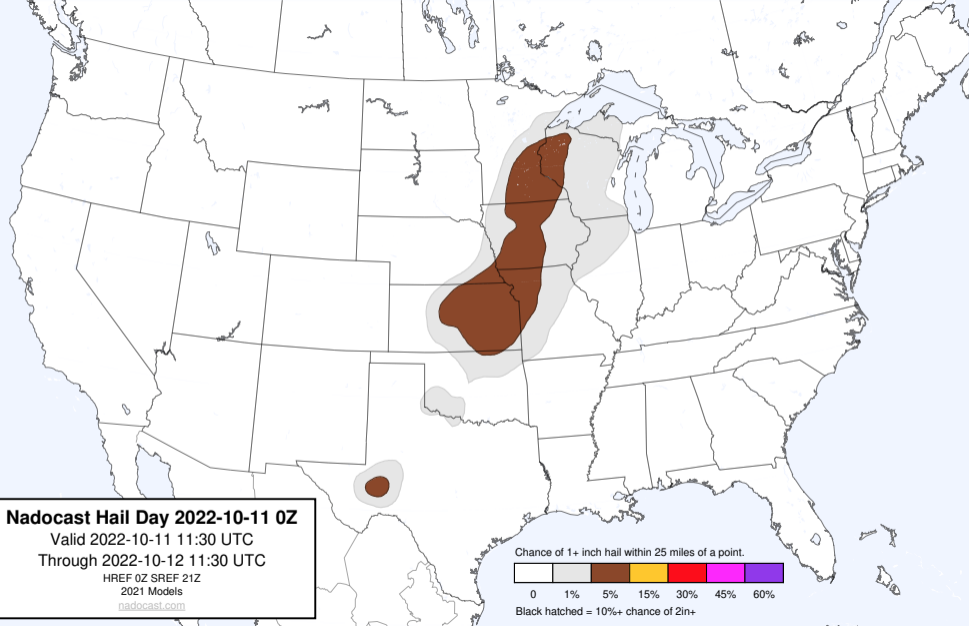 Nadocast Hail Day 2022-10-11 0Z
Valid 2022-10-11 11:30 UTC
Through 2022-10-12 11:30 UTC
HREF 0Z SREF 21Z
2021 Models
nadocast.com
Chance of 1+ inch hail within 25 miles of a point.
0 1% 5% 15% 30% 45% 60%
Black hatched = 10%+ chance of 2in+